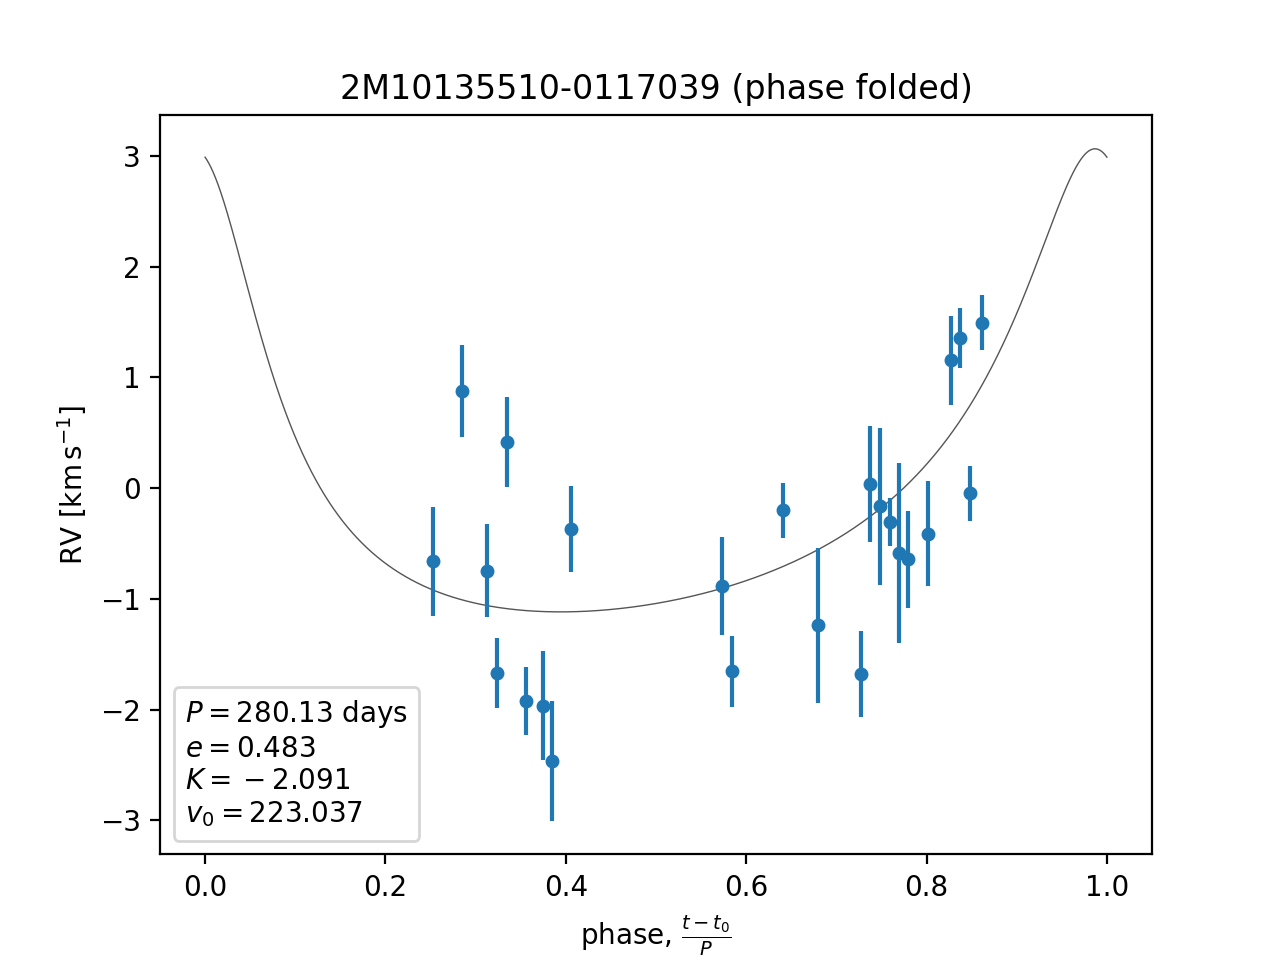 2M10135510-0117039 (phase folded)
RV [km s⁻¹]
3
2
1
0
−1
−2
−3
P = 280.13 days
e = 0.483
K = −2.091
v₀ = 223.037
0.0 0.2 0.4 0.6 0.8 1.0
phase, (t − t₀)/P